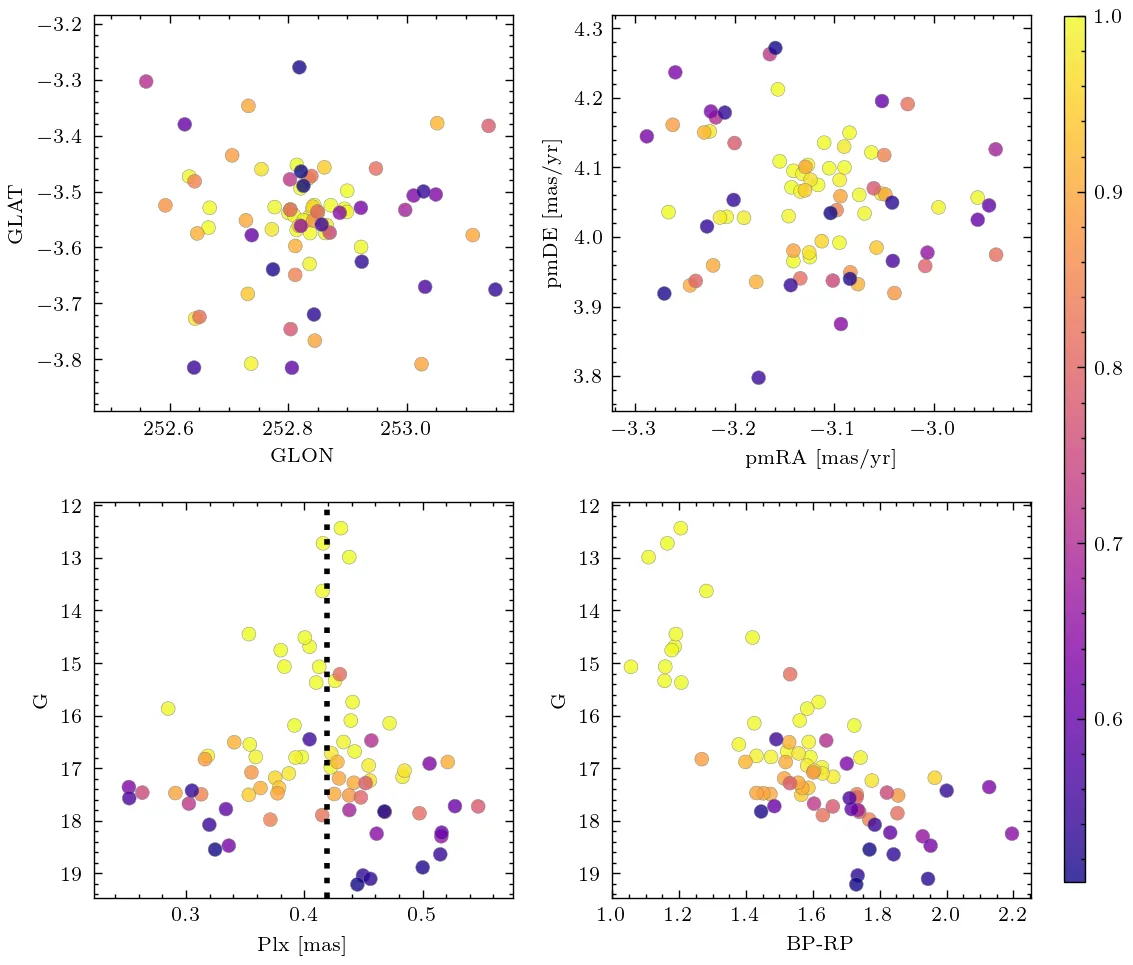 −3.2
−3.3
−3.4
−3.5
−3.6
−3.7
−3.8
GLAT
252.6 252.8 253.0
GLON
4.3
4.2
4.1
4.0
3.9
3.8
pmDE [mas/yr]
−3.3 −3.2 −3.1 −3.0
pmRA [mas/yr]
1.0
0.9
0.8
0.7
0.6
12
13
14
15
16
17
18
19
G
0.3 0.4 0.5
Plx [mas]
12
13
14
15
16
17
18
19
G
1.0 1.2 1.4 1.6 1.8 2.0 2.2
BP-RP